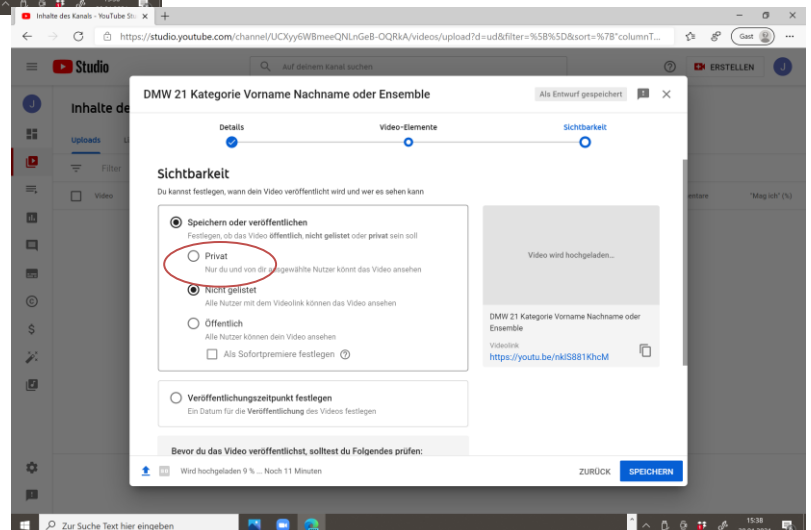 Inhalte des Kanals - YouTube Stu
https://studio.youtube.com/channel/UCXyy6W8meeQNLnGeB-OQRkA/videos/upload?d=ud&filter=%5B%5D&sort=%7B"columnT...
Gast
Studio
Auf deinem Kanal suchen
ERSTELLEN
J
J
Inhalte de
Uploads
Filter
Video
"Mag ich" (%)
DMW 21 Kategorie Vorname Nachname oder Ensemble
Als Entwurf gespeichert
Details
Video-Elemente
Sichtbarkeit
Sichtbarkeit
Du kannst festlegen, wann dein Video veröffentlicht wird und wer es sehen kann
Speichern oder veröffentlichen
Festlegen, ob das Video öffentlich, nicht gelistet oder privat sein soll
Privat
Nur du und von dir ausgewählte Nutzer könnt das Video ansehen
Nicht gelistet
Alle Nutzer mit dem Videolink können das Video ansehen
Öffentlich
Alle Nutzer können dein Video ansehen
Als Sofortpremiere festlegen
Veröffentlichungszeitpunkt festlegen
Ein Datum für die Veröffentlichung des Videos festlegen
Bevor du das Video veröffentlichst, solltest du Folgendes prüfen:
Video wird hochgeladen...
DMW 21 Kategorie Vorname Nachname oder
Ensemble
Videolink
https://youtu.be/nkIS881KhcM
Wird hochgeladen 9 % ... Noch 11 Minuten
ZURÜCK
SPEICHERN
Zur Suche Text hier eingeben
15:38